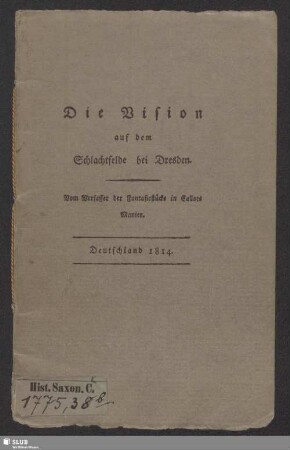 Die Vision
auf dem
Schlachtfelde bei Dresden.
Vom Verfasser der Fantasiestücke in Callots
Manier.
Deutschland 1814.
Hist. Saxon. C.
1775,38b
SLUB